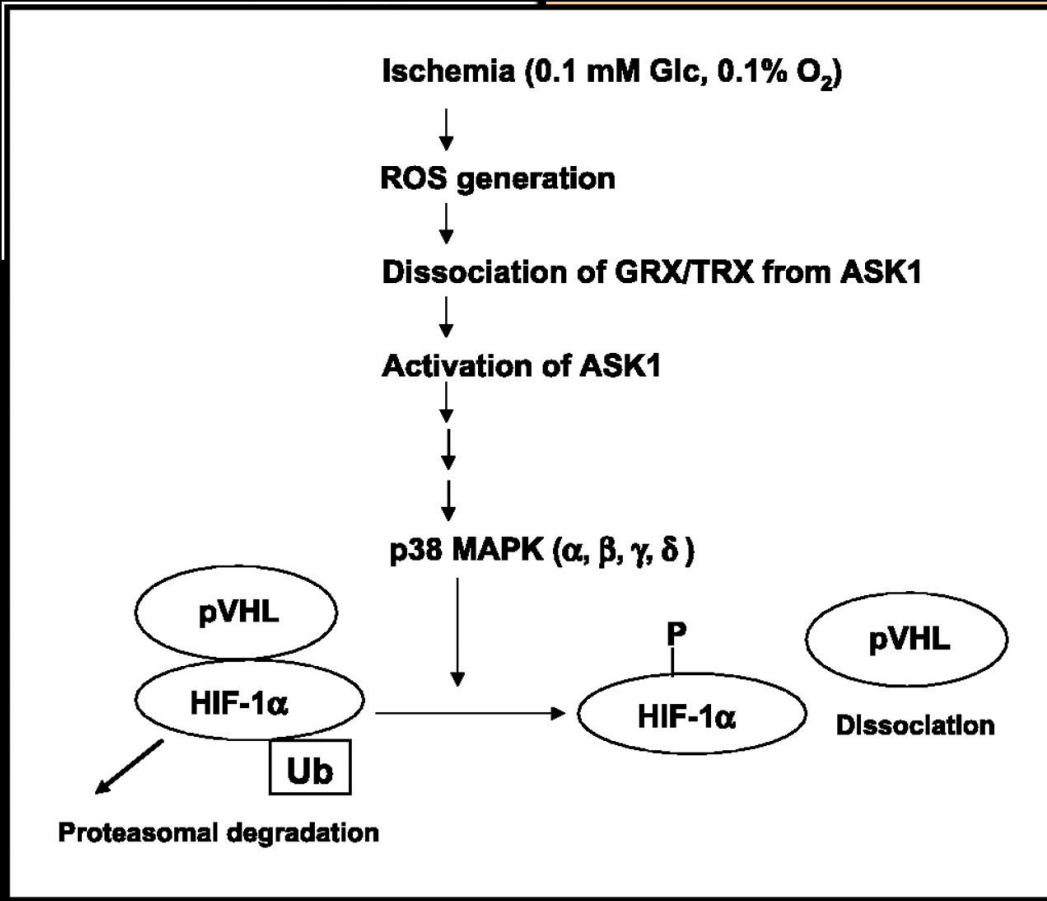 Ischemia (0.1 mM Glc, 0.1% O₂)
ROS generation
Dissociation of GRX/TRX from ASK1
Activation of ASK1
p38 MAPK (α, β, γ, δ )
pVHL
HIF-1α
Ub
Proteasomal degradation
P
HIF-1α
pVHL
Dissociation